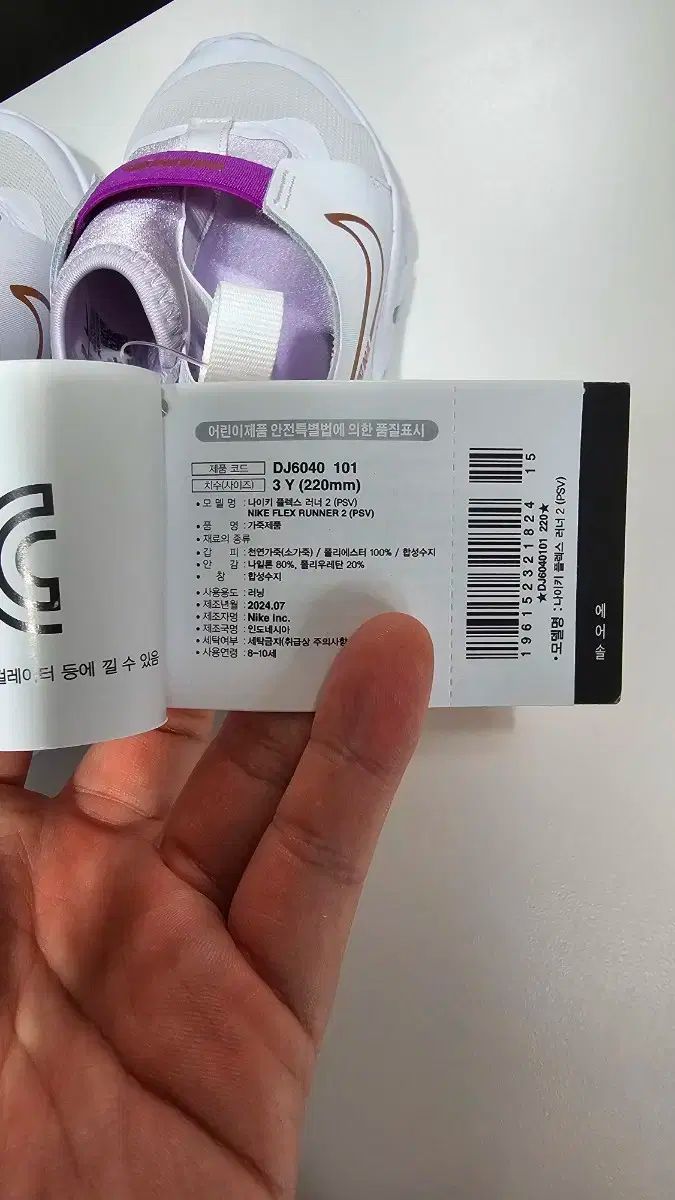 어린이제품 안전특별법에 의한 품질표시
제품 코드 DJ6040 101
치수(사이즈) 3 Y (220mm)
• 모 델 명 : 나이키 플렉스 러너 2 (PSV)
NIKE FLEX RUNNER 2 (PSV)
• 품 명 : 가죽제품
• 재료의 종류
• 갑 피 : 천연가죽(소가죽) / 폴리에스터 100% / 합성수지
• 안 감 : 나일론 80%, 폴리우레탄 20%
• 창 : 합성수지
• 사용용도 : 러닝
• 제조년월 : 2024.07
• 제조자명 : Nike Inc.
• 제조국명 : 인도네시아
• 세탁여부 : 세탁금지(취급상 주의사항
• 사용연령 : 8-10세
196152321824 15
★DJ6040101 220★
• 모델명 : 나이키 플렉스 러너 2 (PSV)
에어솔
컬레이터 등에 낄 수 있음